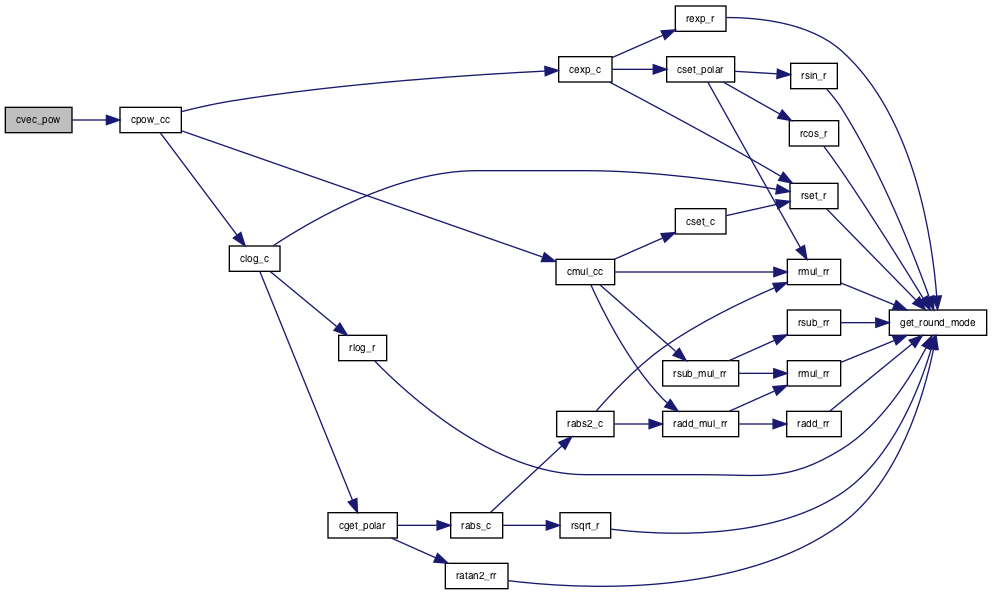 rexp_r
cexp_c
cset_polar
rsin_r
cvec_pow
cpow_cc
rcos_r
rset_r
cset_c
clog_c
cmul_cc
rmul_rr
rsub_rr
get_round_mode
rlog_r
rsub_mul_rr
rmul_rr
rabs2_c
radd_mul_rr
radd_rr
cget_polar
rabs_c
rsqrt_r
ratan2_rr